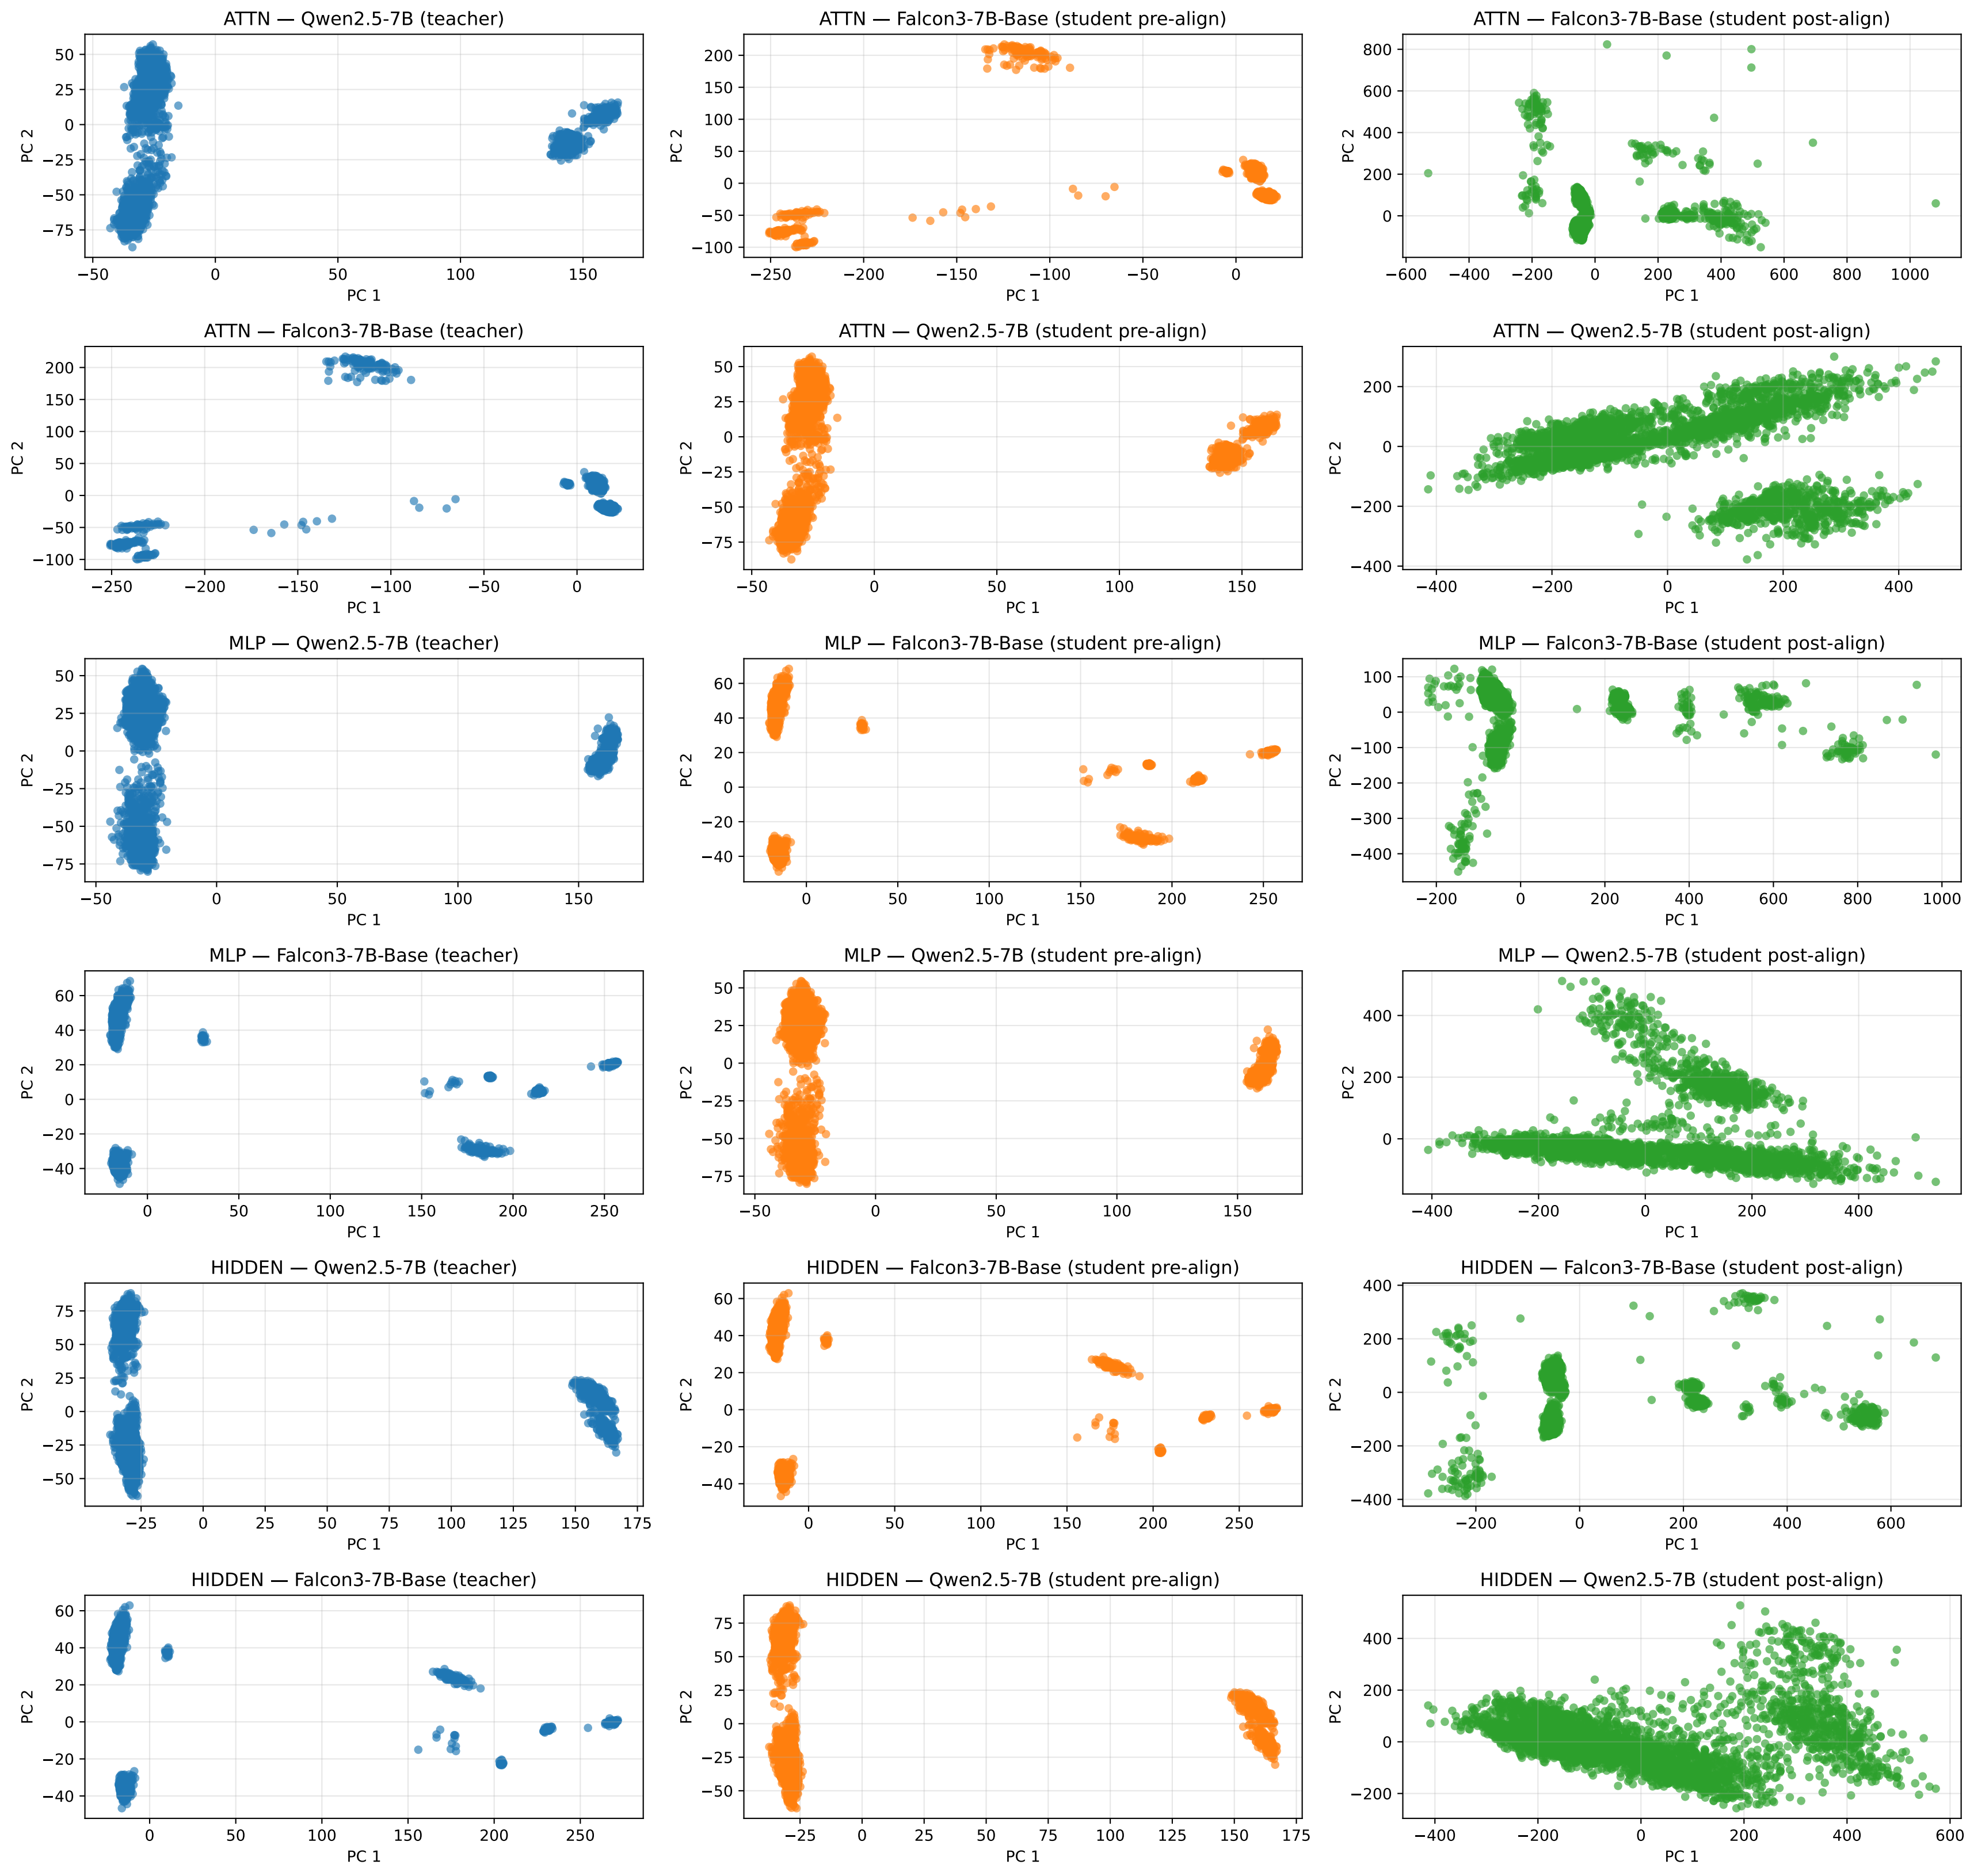 ATTN — Qwen2.5-7B (teacher)
50
25
0
−25
−50
−75
PC 2
−50 0 50 100 150
PC 1
ATTN — Falcon3-7B-Base (student pre-align)
200
150
100
50
0
−50
−100
PC 2
−250 −200 −150 −100 −50 0
PC 1
ATTN — Falcon3-7B-Base (student post-align)
800
600
400
200
0
PC 2
−600 −400 −200 0 200 400 600 800 1000
PC 1
ATTN — Falcon3-7B-Base (teacher)
200
150
100
50
0
−50
−100
PC 2
−250 −200 −150 −100 −50 0
PC 1
ATTN — Qwen2.5-7B (student pre-align)
50
25
0
−25
−50
−75
PC 2
−50 0 50 100 150
PC 1
ATTN — Qwen2.5-7B (student post-align)
200
0
−200
−400
PC 2
−400 −200 0 200 400
PC 1
MLP — Qwen2.5-7B (teacher)
50
25
0
−25
−50
−75
PC 2
−50 0 50 100 150
PC 1
MLP — Falcon3-7B-Base (student pre-align)
60
40
20
0
−20
−40
PC 2
0 50 100 150 200 250
PC 1
MLP — Falcon3-7B-Base (student post-align)
100
0
−100
−200
−300
−400
PC 2
−200 0 200 400 600 800 1000
PC 1
MLP — Falcon3-7B-Base (teacher)
60
40
20
0
−20
−40
PC 2
0 50 100 150 200 250
PC 1
MLP — Qwen2.5-7B (student pre-align)
50
25
0
−25
−50
−75
PC 2
−50 0 50 100 150
PC 1
MLP — Qwen2.5-7B (student post-align)
400
200
0
PC 2
−400 −200 0 200 400
PC 1
HIDDEN — Qwen2.5-7B (teacher)
75
50
25
0
−25
−50
PC 2
−25 0 25 50 75 100 125 150 175
PC 1
HIDDEN — Falcon3-7B-Base (student pre-align)
60
40
20
0
−20
−40
PC 2
0 50 100 150 200 250
PC 1
HIDDEN — Falcon3-7B-Base (student post-align)
400
200
0
−200
−400
PC 2
−200 0 200 400 600
PC 1
HIDDEN — Falcon3-7B-Base (teacher)
60
40
20
0
−20
−40
PC 2
0 50 100 150 200 250
PC 1
HIDDEN — Qwen2.5-7B (student pre-align)
75
50
25
0
−25
−50
PC 2
−25 0 25 50 75 100 125 150 175
PC 1
HIDDEN — Qwen2.5-7B (student post-align)
400
200
0
−200
PC 2
−400 −200 0 200 400 600
PC 1